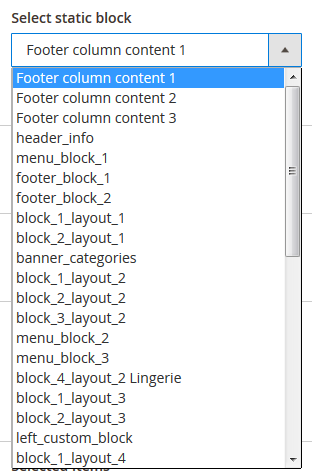 Select static block
Footer column content 1
Footer column content 1
Footer column content 2
Footer column content 3
header_info
menu_block_1
footer_block_1
footer_block_2
block_1_layout_1
block_2_layout_1
banner_categories
block_1_layout_2
block_2_layout_2
block_3_layout_2
menu_block_2
menu_block_3
block_4_layout_2 Lingerie
block_1_layout_3
block_2_layout_3
left_custom_block
block_1_layout_4